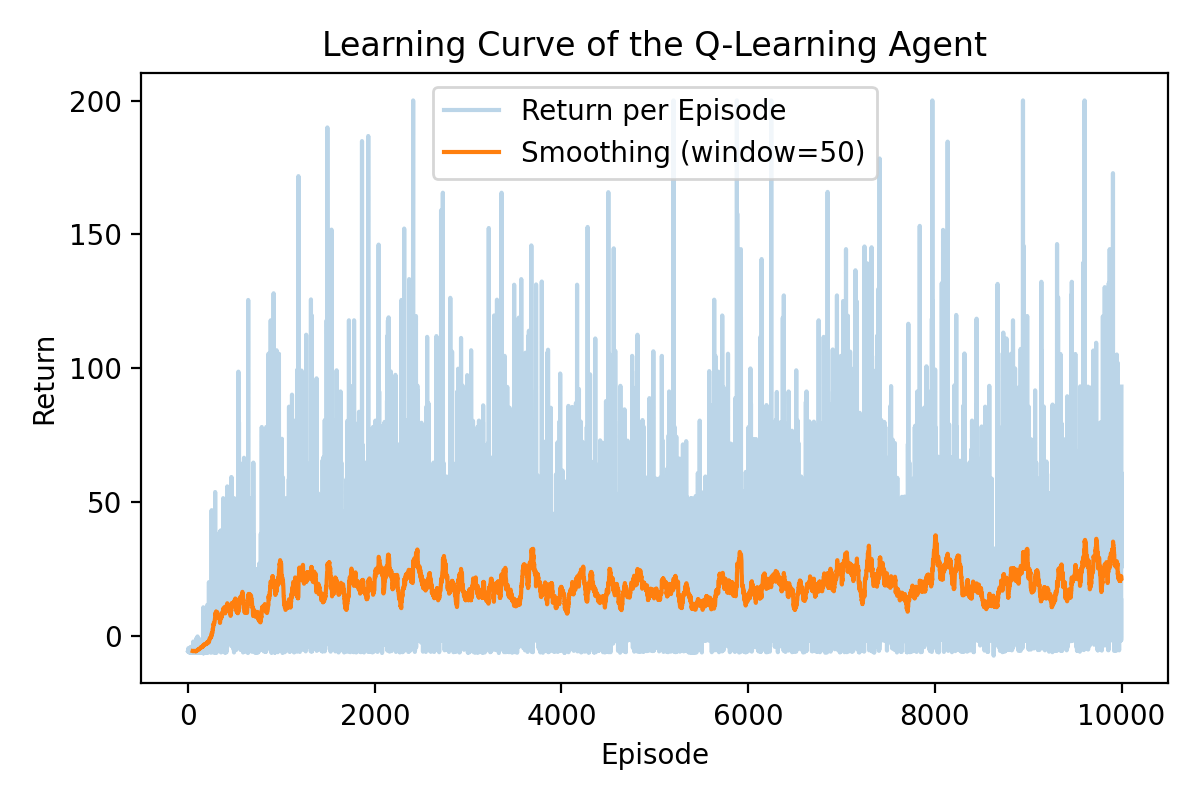 Learning Curve of the Q-Learning Agent
Return per Episode
Smoothing (window=50)
200
150
100
50
0
Return
0 2000 4000 6000 8000 10000
Episode